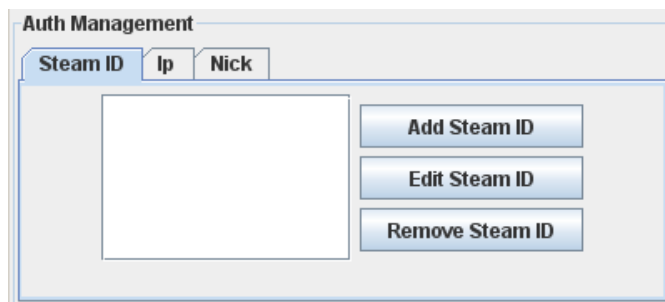 Auth Management
Steam ID Ip Nick
Add Steam ID
Edit Steam ID
Remove Steam ID